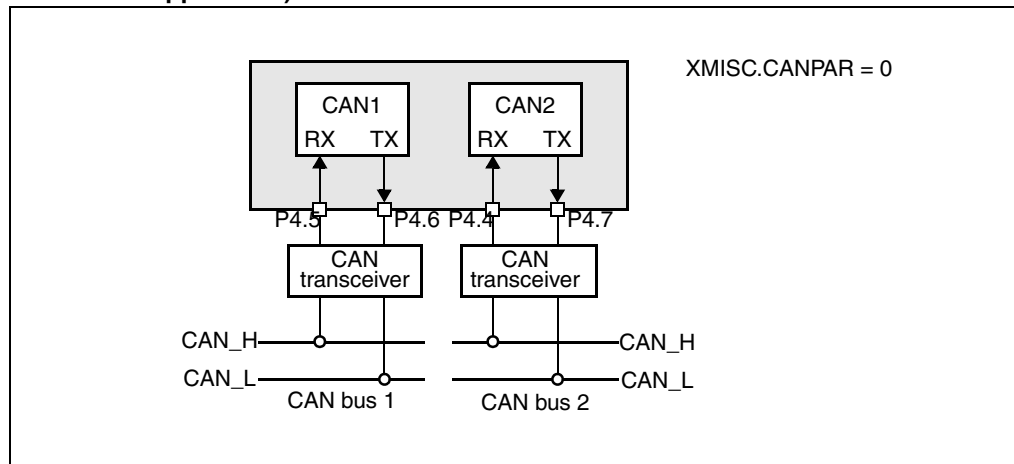 XMISC.CANPAR = 0
CAN1
CAN2
RX TX
RX TX
P4.5
P4.6
P4.4
P4.7
CAN
transceiver
CAN
transceiver
CAN_H
CAN_H
CAN_L
CAN_L
CAN bus 1
CAN bus 2